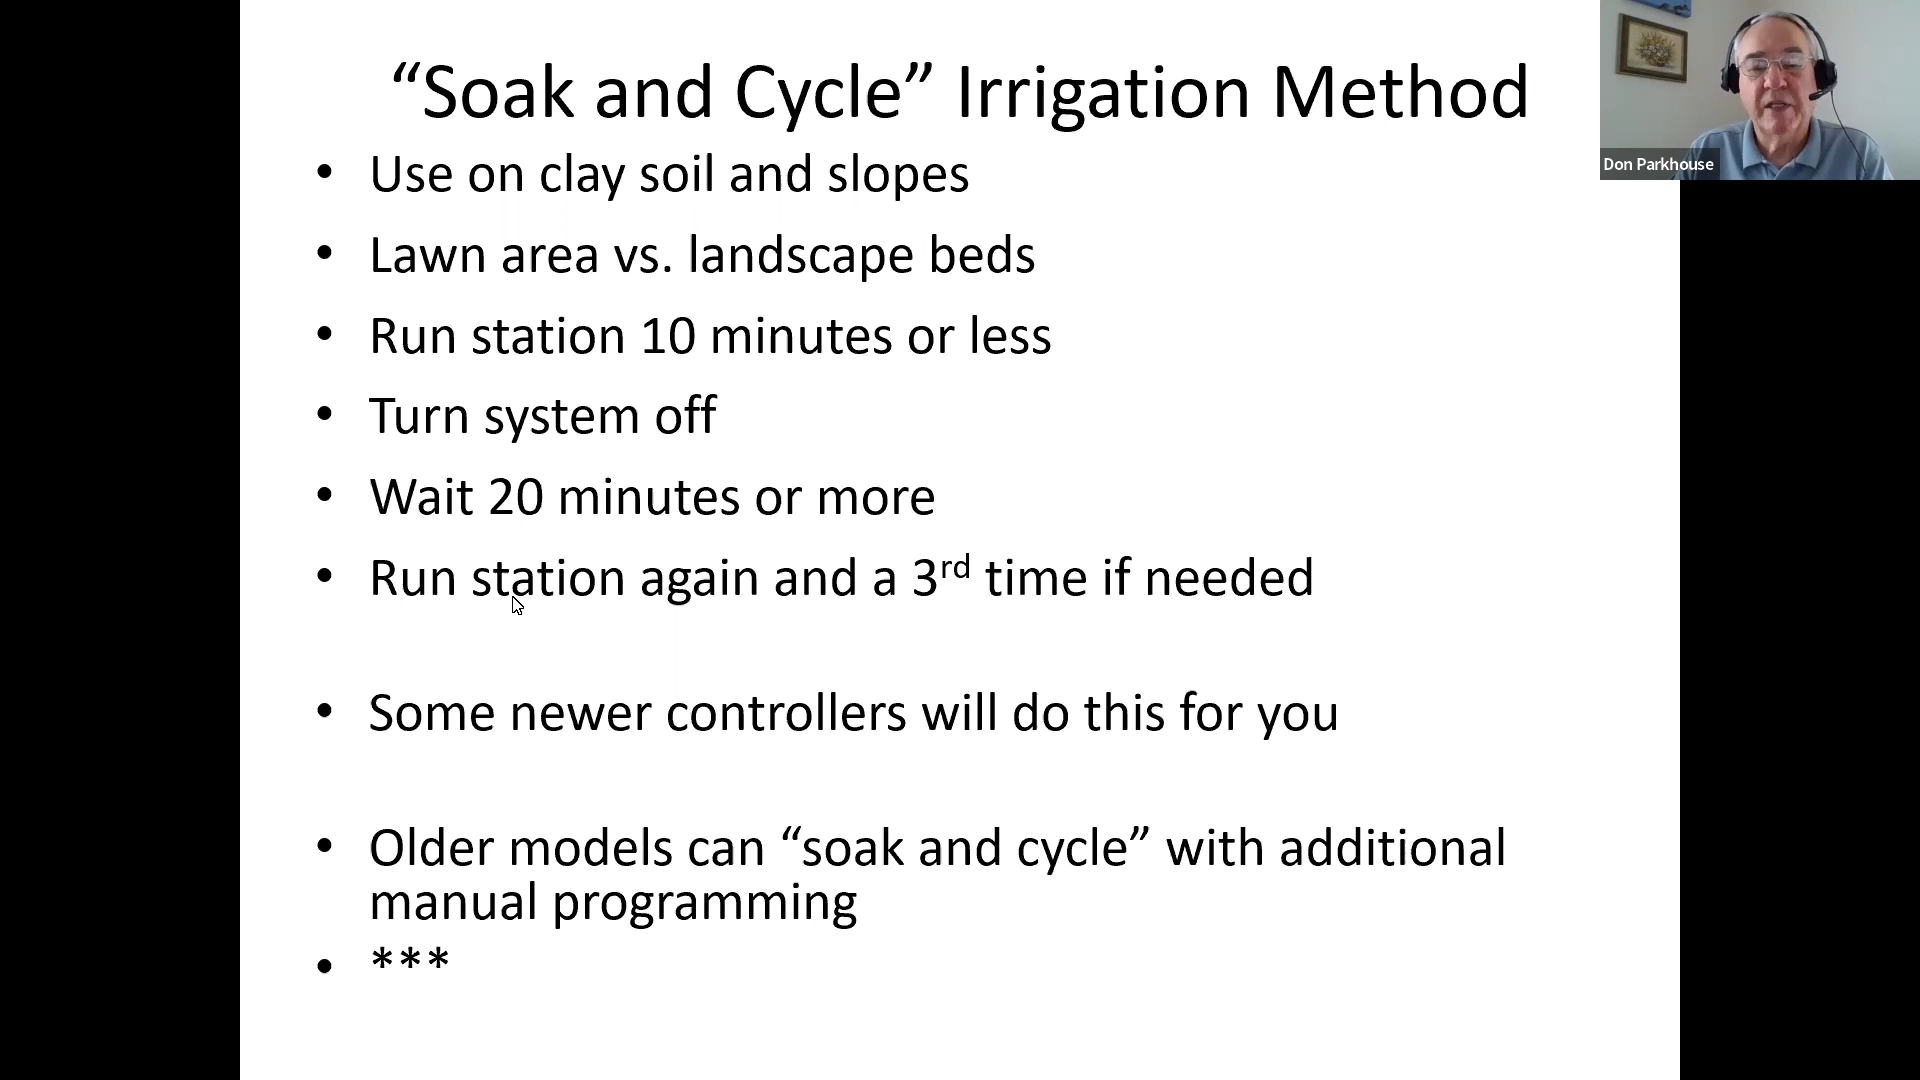 “Soak and Cycle” Irrigation Method
Don Parkhouse
• Use on clay soil and slopes
• Lawn area vs. landscape beds
• Run station 10 minutes or less
• Turn system off
• Wait 20 minutes or more
• Run station again and a 3rd time if needed
• Some newer controllers will do this for you
• Older models can “soak and cycle” with additional
manual programming
• ***